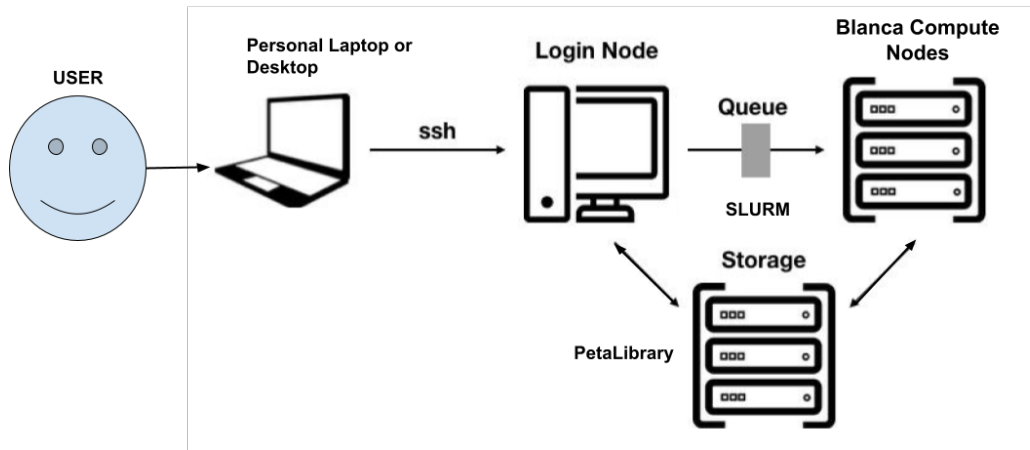 USER
Personal Laptop or
Desktop
ssh
Login Node
Queue
SLURM
Blanca Compute
Nodes
Storage
PetaLibrary